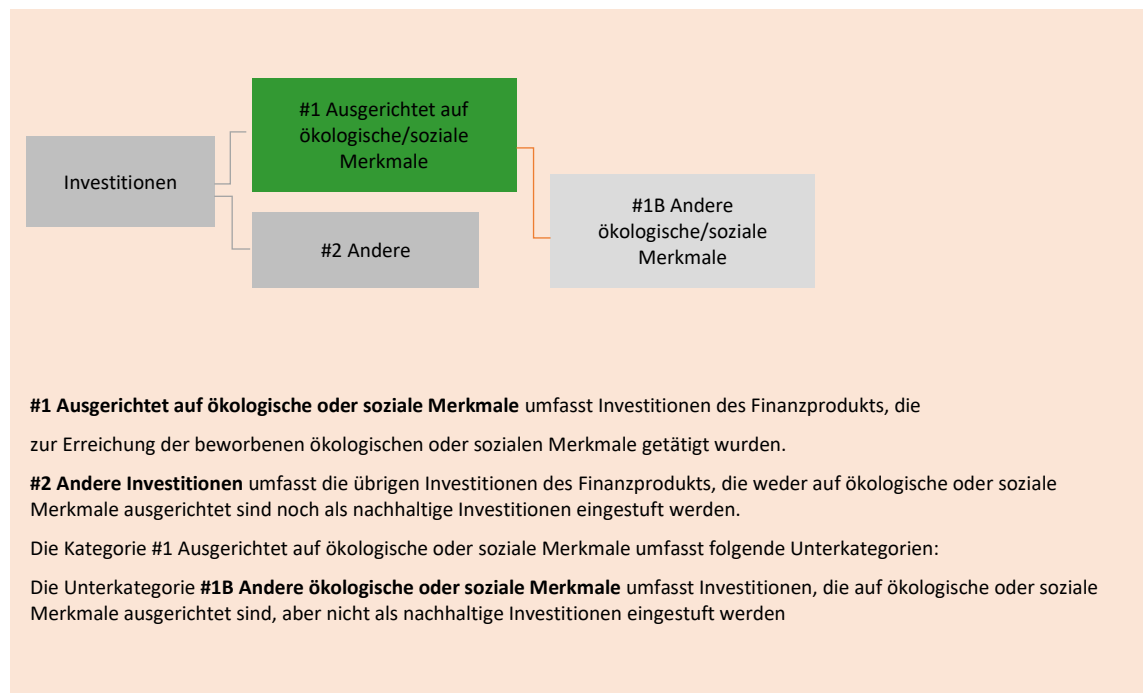 #1 Ausgerichtet auf
ökologische/soziale
Merkmale
Investitionen
#2 Andere
#1B Andere
ökologische/soziale
Merkmale
#1 Ausgerichtet auf ökologische oder soziale Merkmale umfasst Investitionen des Finanzprodukts, die
zur Erreichung der beworbenen ökologischen oder sozialen Merkmale getätigt wurden.
#2 Andere Investitionen umfasst die übrigen Investitionen des Finanzprodukts, die weder auf ökologische oder soziale
Merkmale ausgerichtet sind noch als nachhaltige Investitionen eingestuft werden.
Die Kategorie #1 Ausgerichtet auf ökologische oder soziale Merkmale umfasst folgende Unterkategorien:
Die Unterkategorie #1B Andere ökologische oder soziale Merkmale umfasst Investitionen, die auf ökologische oder soziale
Merkmale ausgerichtet sind, aber nicht als nachhaltige Investitionen eingestuft werden